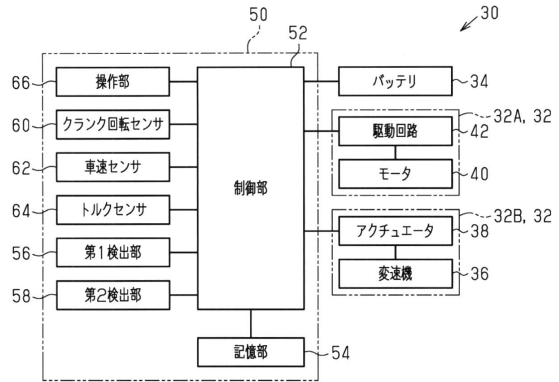 30
50
52
66 操作部
60 クランク回転センサ
62 車速センサ
64 トルクセンサ
56 第1検出部
58 第2検出部
制御部
記憶部 54
バッテリ 34
32A, 32
駆動回路 42
モータ 40
32B, 32
アクチュエータ 38
変速機 36